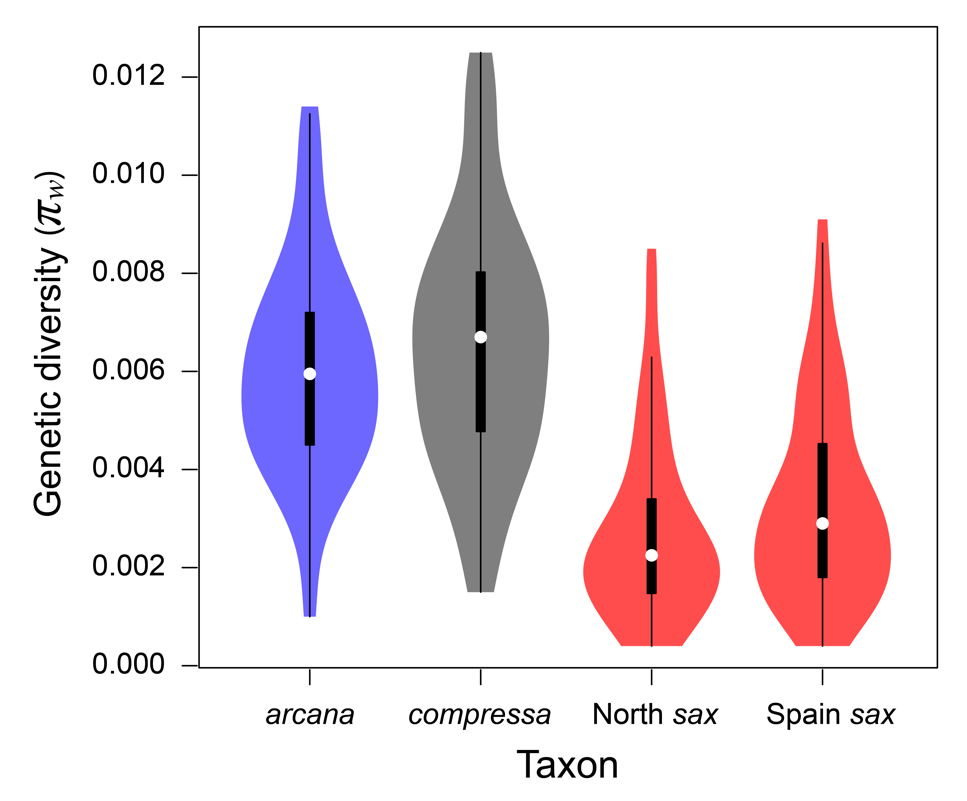 Genetic diversity (πw)
0.012
0.010
0.008
0.006
0.004
0.002
0.000
arcana compressa North sax Spain sax
Taxon